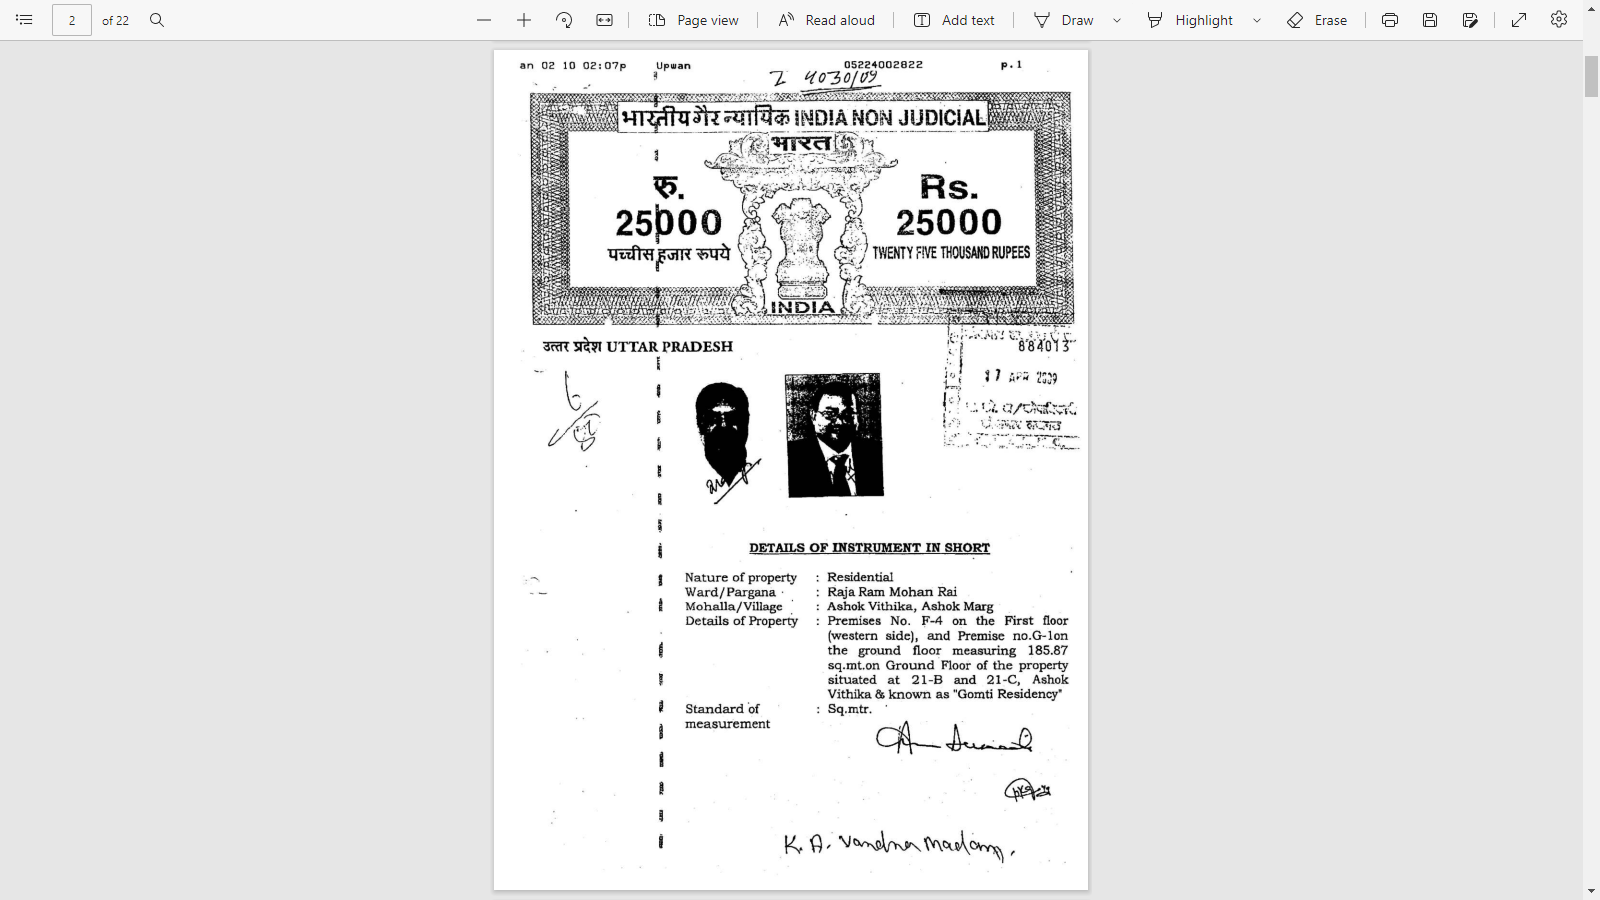 2 of 22 Page view Read aloud Add text Draw Highlight Erase
an 02 10 02:07p Upwan 05224002822 p.1
I 4030/09
भारतीय गैर न्यायिक INDIA NON JUDICIAL
भारत
रु. Rs.
25000 25000
पच्चीस हजार रूपये TWENTY FIVE THOUSAND RUPEES
INDIA
उत्तर प्रदेश UTTAR PRADESH
884013
17 APR 2009
DETAILS OF INSTRUMENT IN SHORT
Nature of property : Residential
Ward/Pargana : Raja Ram Mohan Rai
Mohalla/Village : Ashok Vithika, Ashok Marg
Details of Property : Premises No. F-4 on the First floor
(western side), and Premise no.G-1on
the ground floor measuring 185.87
sq.mt.on Ground Floor of the property
situated at 21-B and 21-C, Ashok
Vithika & known as "Gomti Residency"
Standard of : Sq.mtr.
measurement
K. A. Vandna Madany.